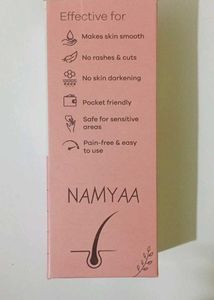 Effective for
Makes skin smooth
No rashes & cuts
No skin darkening
Pocket friendly
Safe for sensitive
areas
Pain-free & easy
to use
NAMYAA